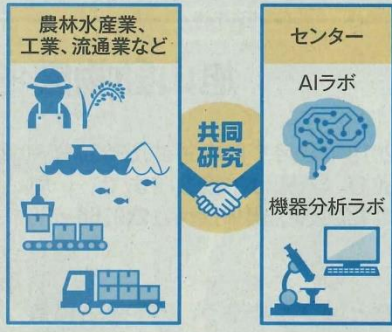 農林水産業、
工業、流通業など
共同
研究
センター
AIラボ
機器分析ラボ